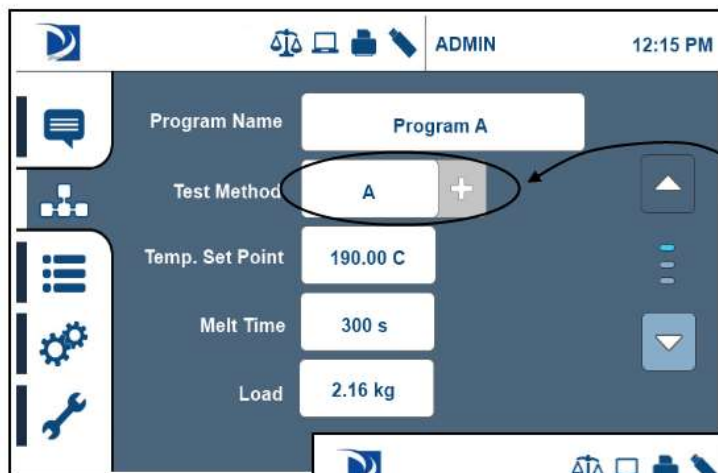 ADMIN 12:15 PM
Program Name Program A
Test Method A +
Temp. Set Point 190.00 C
Melt Time 300 s
Load 2.16 kg